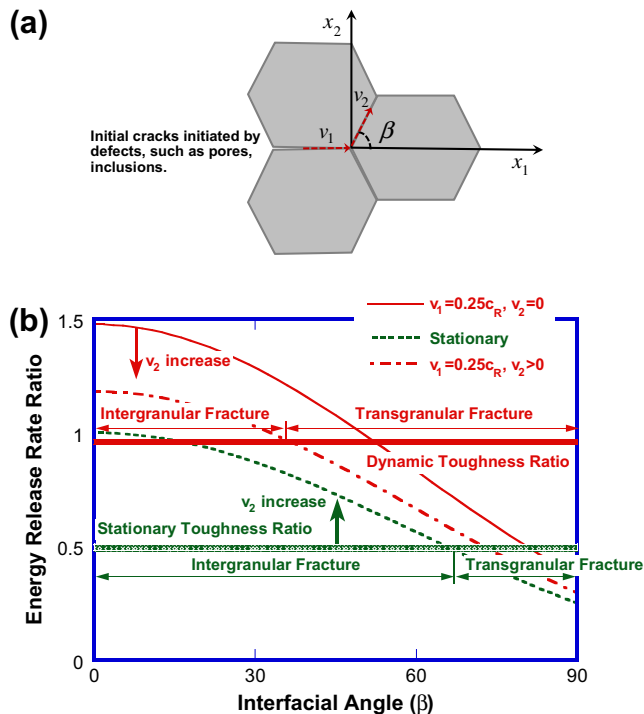 (a)
x2
v2
v1
β
x1
Initial cracks initiated by
defects, such as pores,
inclusions.
(b)
v1=0.25cR, v2=0
Stationary
v1=0.25cR, v2>0
1.5
v2 increase
Intergranular Fracture
Transgranular Fracture
1
Dynamic Toughness Ratio
v2 increase
Stationary Toughness Ratio
0.5
Intergranular Fracture
Transgranular Fracture
0
0
30
60
90
Energy Release Rate Ratio
Interfacial Angle (β)